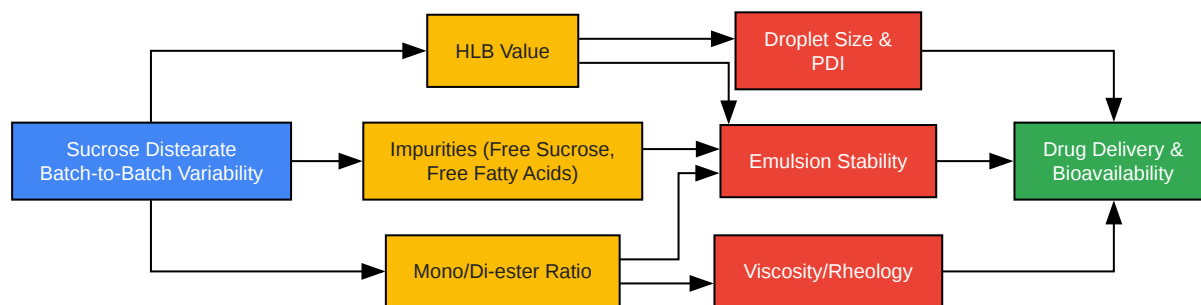 HLB Value
Droplet Size &
PDI
Sucrose Distearate
Batch-to-Batch Variability
Impurities (Free Sucrose,
Free Fatty Acids)
Emulsion Stability
Drug Delivery &
Bioavailability
Mono/Di-ester Ratio
Viscosity/Rheology